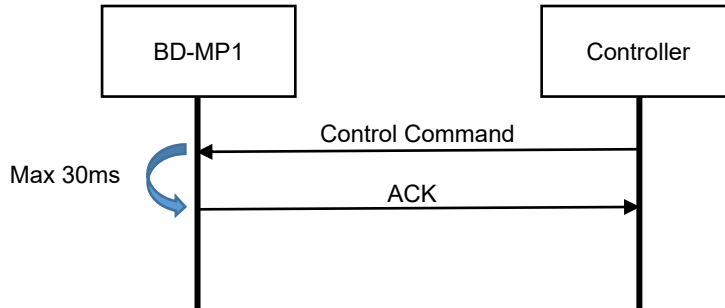 BD-MP1
Controller
Control Command
Max 30ms
ACK